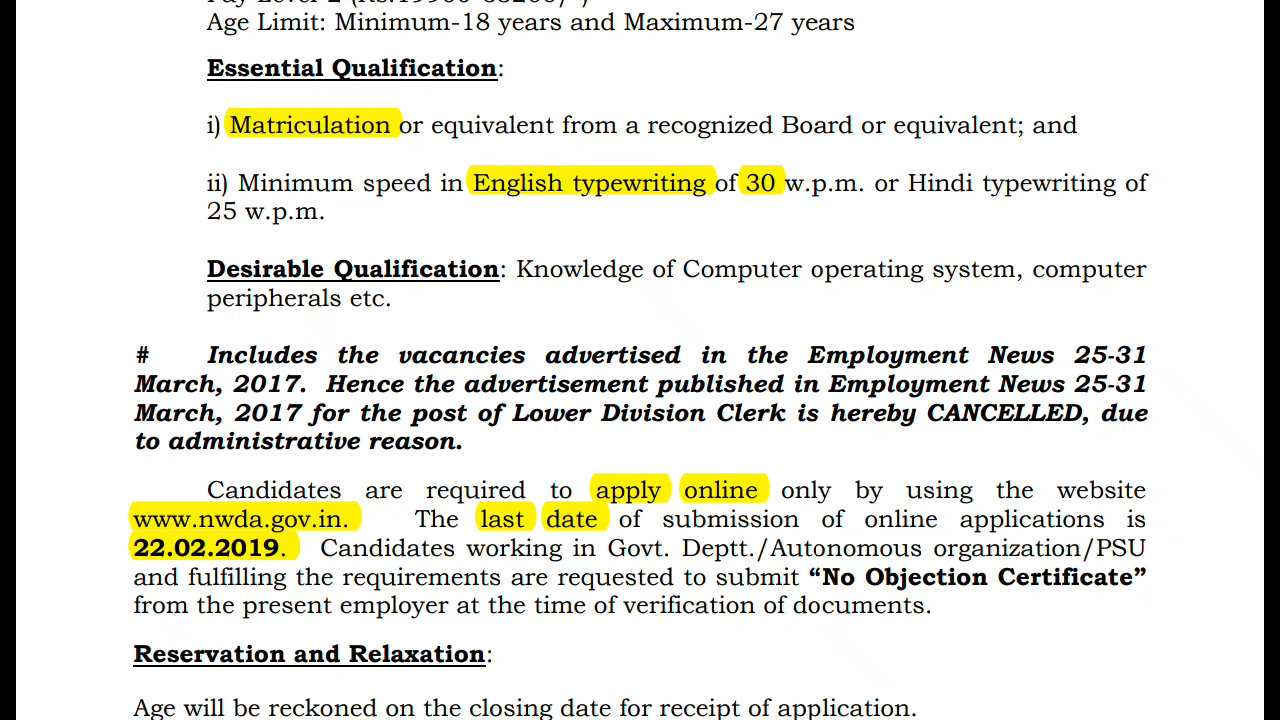 Age Limit: Minimum-18 years and Maximum-27 years
Essential Qualification:
i) Matriculation or equivalent from a recognized Board or equivalent; and
ii) Minimum speed in English typewriting of 30 w.p.m. or Hindi typewriting of
25 w.p.m.
Desirable Qualification: Knowledge of Computer operating system, computer
peripherals etc.
# Includes the vacancies advertised in the Employment News 25-31
March, 2017. Hence the advertisement published in Employment News 25-31
March, 2017 for the post of Lower Division Clerk is hereby CANCELLED, due
to administrative reason.
Candidates are required to apply online only by using the website
www.nwda.gov.in. The last date of submission of online applications is
22.02.2019. Candidates working in Govt. Deptt./Autonomous organization/PSU
and fulfilling the requirements are requested to submit “No Objection Certificate”
from the present employer at the time of verification of documents.
Reservation and Relaxation:
Age will be reckoned on the closing date for receipt of application.